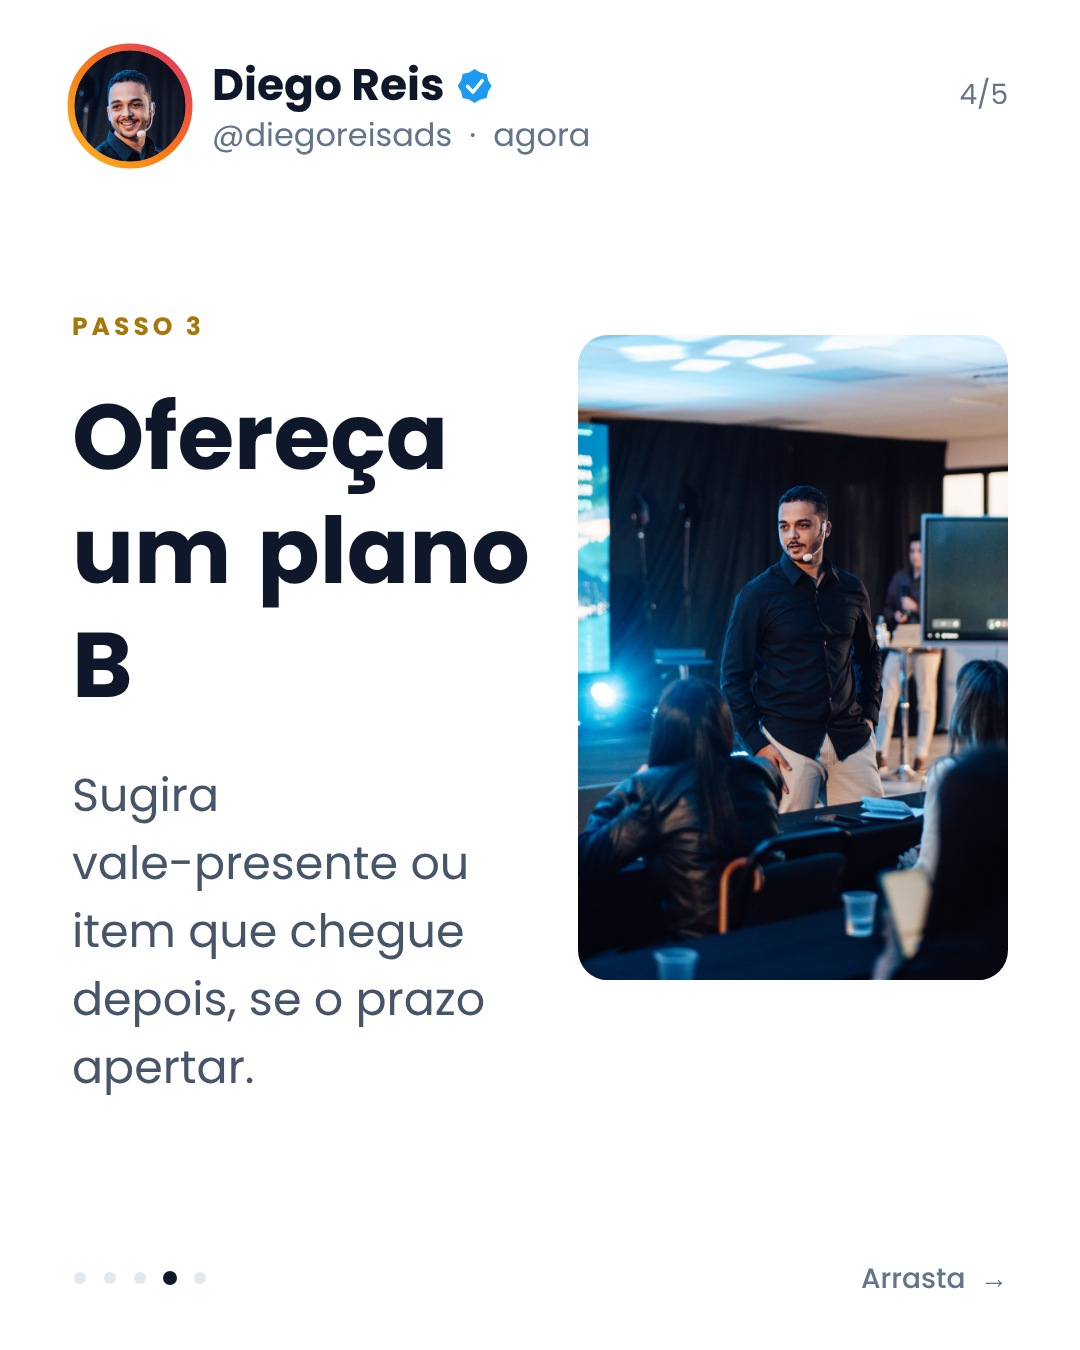 Diego Reis
@diegoreisads · agora
4/5
PASSO 3
Ofereça
um plano
B
Sugira
vale-presente ou
item que chegue
depois, se o prazo
apertar.
Arrasta →